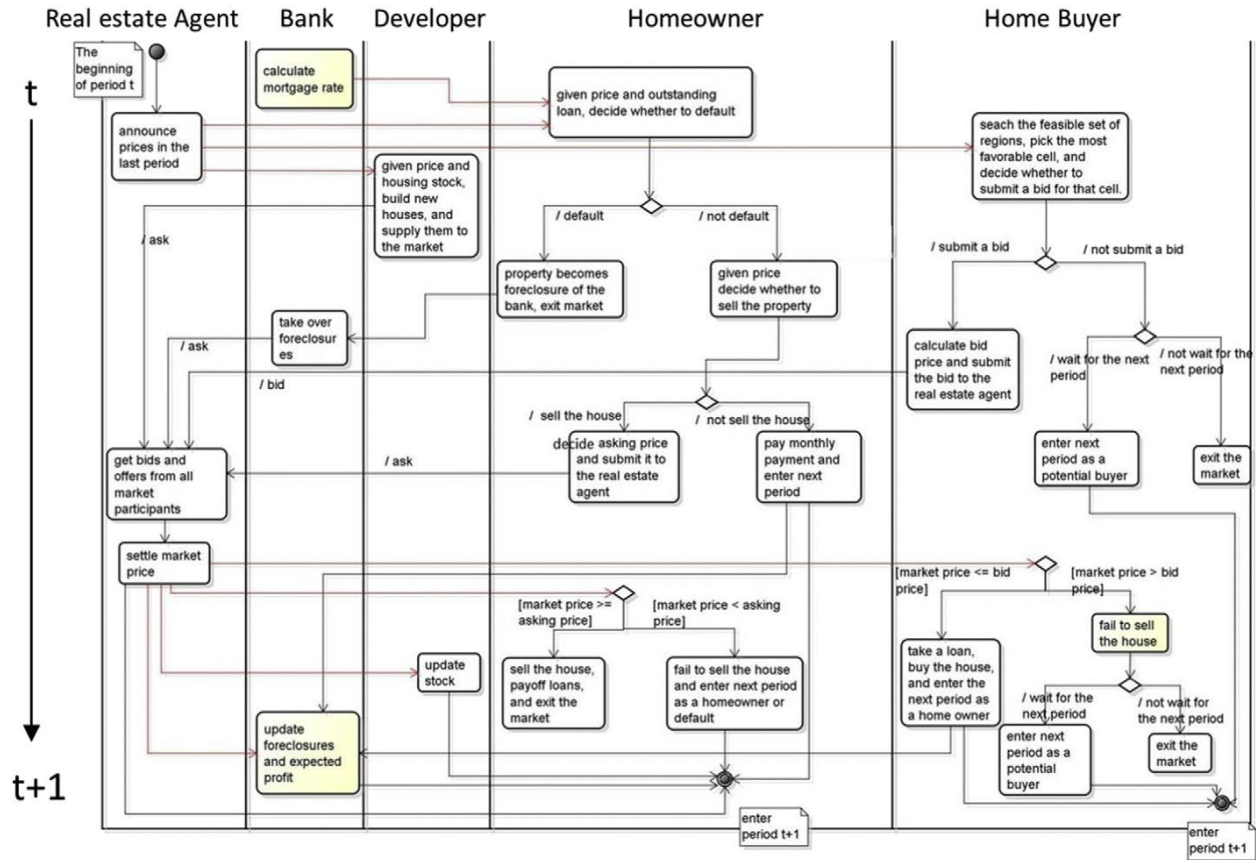 Real estate Agent
Bank
Developer
Homeowner
Home Buyer
t
t+1
The
beginning
of period t
announce
prices in the
last period
calculate
mortgage rate
given price and
housing stock,
build new
houses, and
supply them to
the market
given price and outstanding
loan, decide whether to default
seach the feasible set of
regions, pick the most
favorable cell, and
decide whether to
submit a bid for that cell.
/ ask
/ default
/ not default
/ submit a bid
/ not submit a bid
property becomes
foreclosure of the
bank, exit market
given price
decide whether to
sell the property
take over
foreclosur
es
/ ask
/ bid
calculate bid
price and submit
the bid to the
real estate agent
/ wait for the next
period
/ not wait for the
next period
/ sell the house
/ not sell the house
decide asking price
and submit it to
the real estate
agent
pay monthly
payment and
enter next
period
/ ask
enter next
period as a
potential buyer
exit the
market
get bids and
offers from all
market
participants
settle market
price
[market price >=
asking price]
[market price < asking
price]
[market price <= bid
price]
[market price > bid
price]
fail to sell
the house
update
stock
sell the house,
payoff loans,
and exit the
market
fail to sell the house
and enter next period
as a homeowner or
default
take a loan,
buy the house,
and enter the
next period as
a home owner
/ wait for the
next period
/ not wait for
the next period
update
foreclosures
and expected
profit
enter next
period as a
potential
buyer
exit the
market
enter
period t+1
enter
period t+1